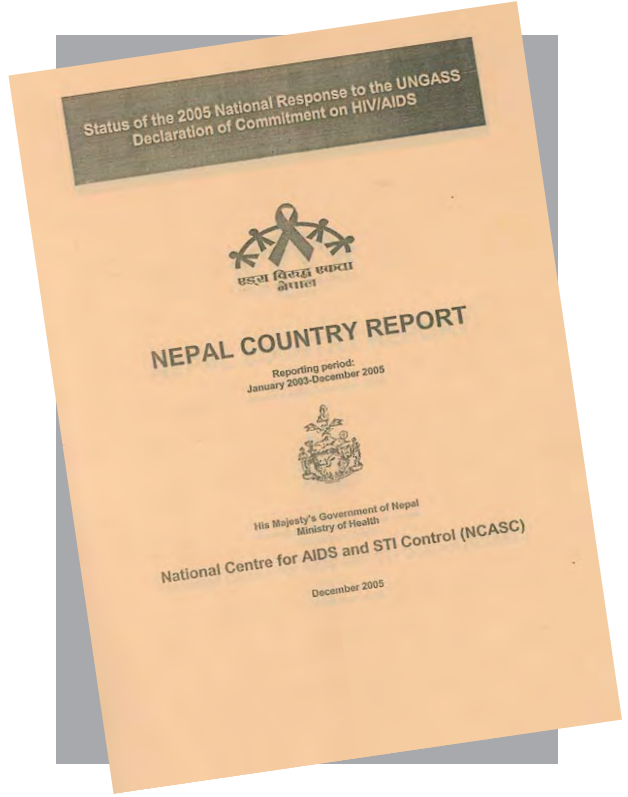 Status of the 2005 National Response to the UNGASS
Declaration of Commitment on HIV/AIDS
एड्स विरुद्ध एकता
नेपाल
NEPAL COUNTRY REPORT
Reporting period:
January 2003-December 2005
His Majesty's Government of Nepal
Ministry of Health
National Centre for AIDS and STI Control (NCASC)
December 2005